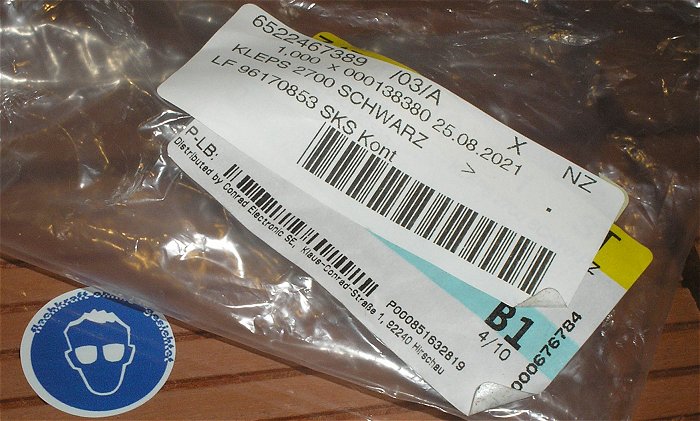 6522467389 /03/A X NZ
1,000 x 000138380 25.08.2021
KLEPS 2700 SCHWARZ >
LF 96170853 SKS Kont
P-LB:
Distributed by Conrad Electronic SE, Klaus-Conrad-Straße 1, 92240 Hirschau
P000851632819
B1
4/10
000676784